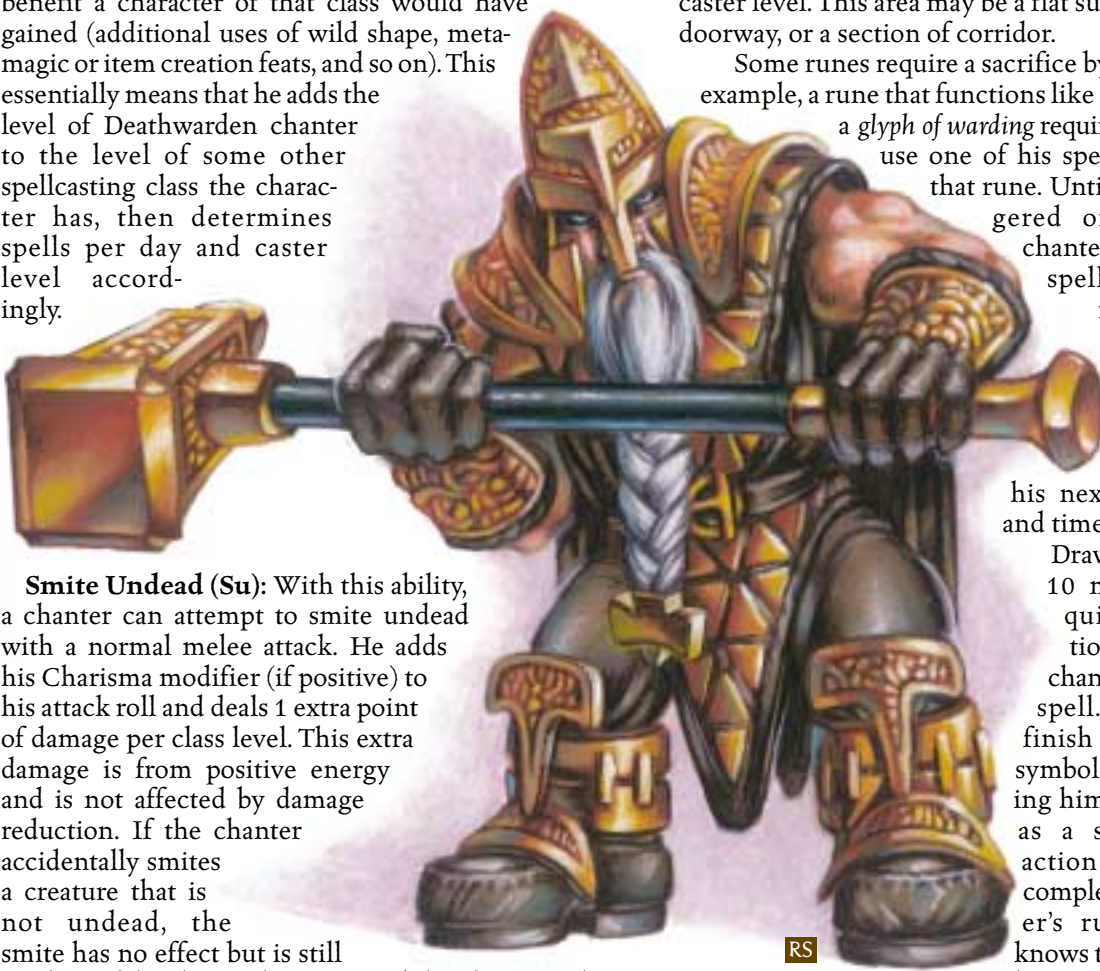 benefit a character of that class would have
gained (additional uses of wild shape, meta-
magic or item creation feats, and so on). This
essentially means that he adds the
level of Deathwarden chanter
to the level of some other
spellcasting class the charac-
ter has, then determines
spells per day and caster
level accord-
ingly.
Smite Undead (Su): With this ability,
a chanter can attempt to smite undead
with a normal melee attack. He adds
his Charisma modifier (if positive) to
his attack roll and deals 1 extra point
of damage per class level. This extra
damage is from positive energy
and is not affected by damage
reduction. If the chanter
accidentally smites
a creature that is
not undead, the
smite has no effect but is still
caster level. This area may be a flat su
doorway, or a section of corridor.
Some runes require a sacrifice by
example, a rune that functions like
a glyph of warding requir
use one of his spe
that rune. Unti
gered o
chante
spell
his nex
and time
Draw
10 m
qui
tio
chan
spell.
finish
symbol
ing him
as a s
action
comple
er's ru
knows t
RS